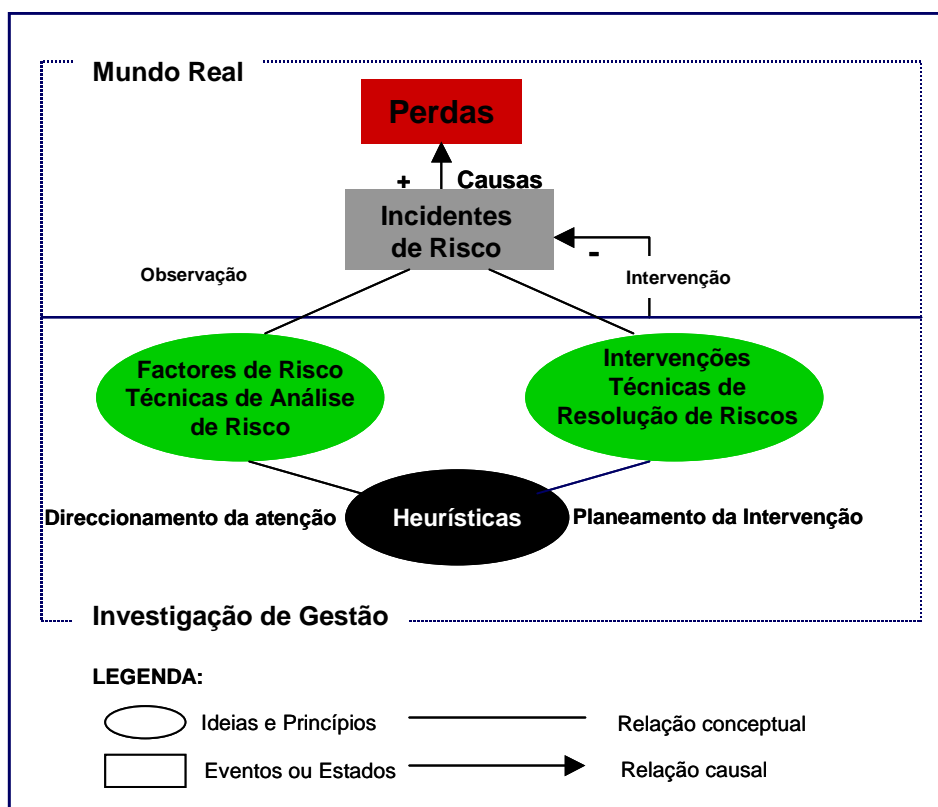 Mundo Real
Perdas
+ Causas
Incidentes
de Risco
-
Observação
Intervenção
Factores de Risco
Técnicas de Análise
de Risco
Intervenções
Técnicas de
Resolução de Riscos
Direccionamento da atenção
Heurísticas
Planeamento da Intervenção
Investigação de Gestão
LEGENDA:
Ideias e Princípios
Relação conceptual
Eventos ou Estados
Relação causal